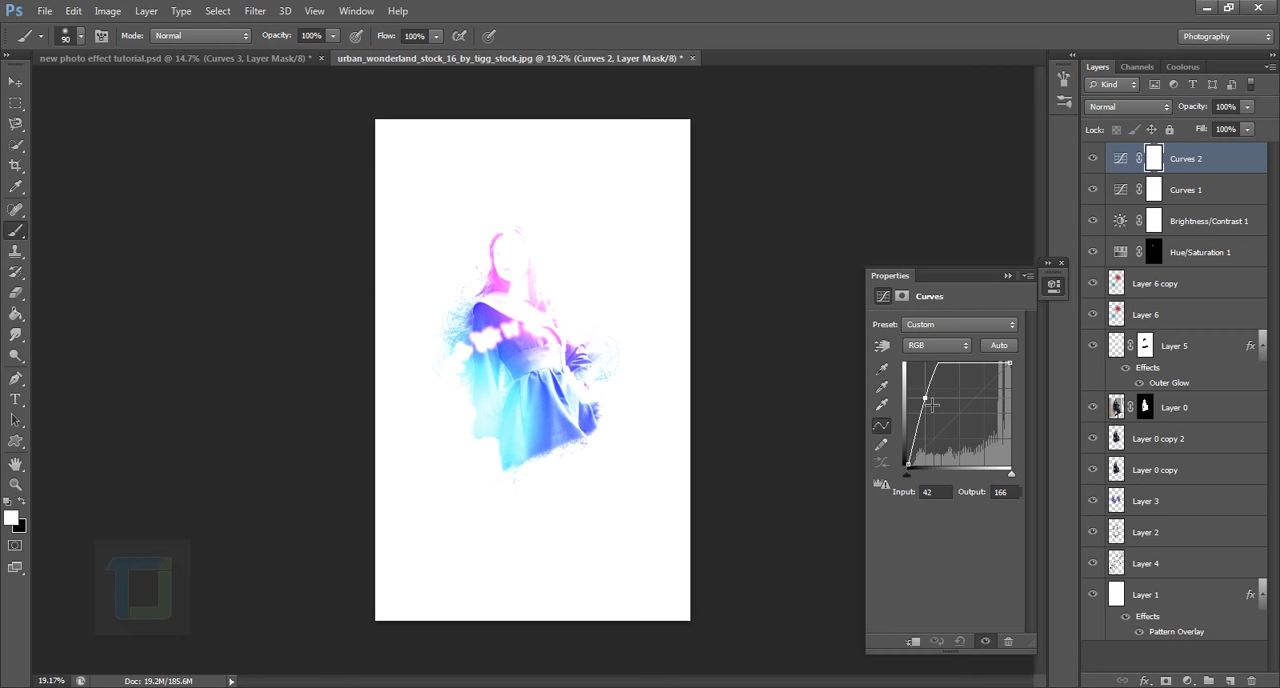 Ps File Edit Image Layer Type Select Filter 3D View Window Help
90 Mode: Normal Opacity: 100% Flow: 100% Photography
new photo effect tutorial.psd @ 14.7% (Curves 3, Layer Mask/8) * × urban_wonderland_stock_16_by_tigg_stock.jpg @ 19.2% (Curves 2, Layer Mask/8) * ×
Layers Channels Coolorus
Kind
Normal Opacity: 100%
Lock: Fill: 100%
Curves 2
Curves 1
Brightness/Contrast 1
Hue/Saturation 1
Layer 6 copy
Layer 6
Layer 5 fx
Effects
Outer Glow
Layer 0
Layer 0 copy 2
Layer 0 copy
Layer 3
Layer 2
Layer 4
Layer 1 fx
Effects
Pattern Overlay
Properties
Curves
Preset: Custom
RGB Auto
Input: 42 Output: 166
19.17% Doc: 19.2M/185.6M